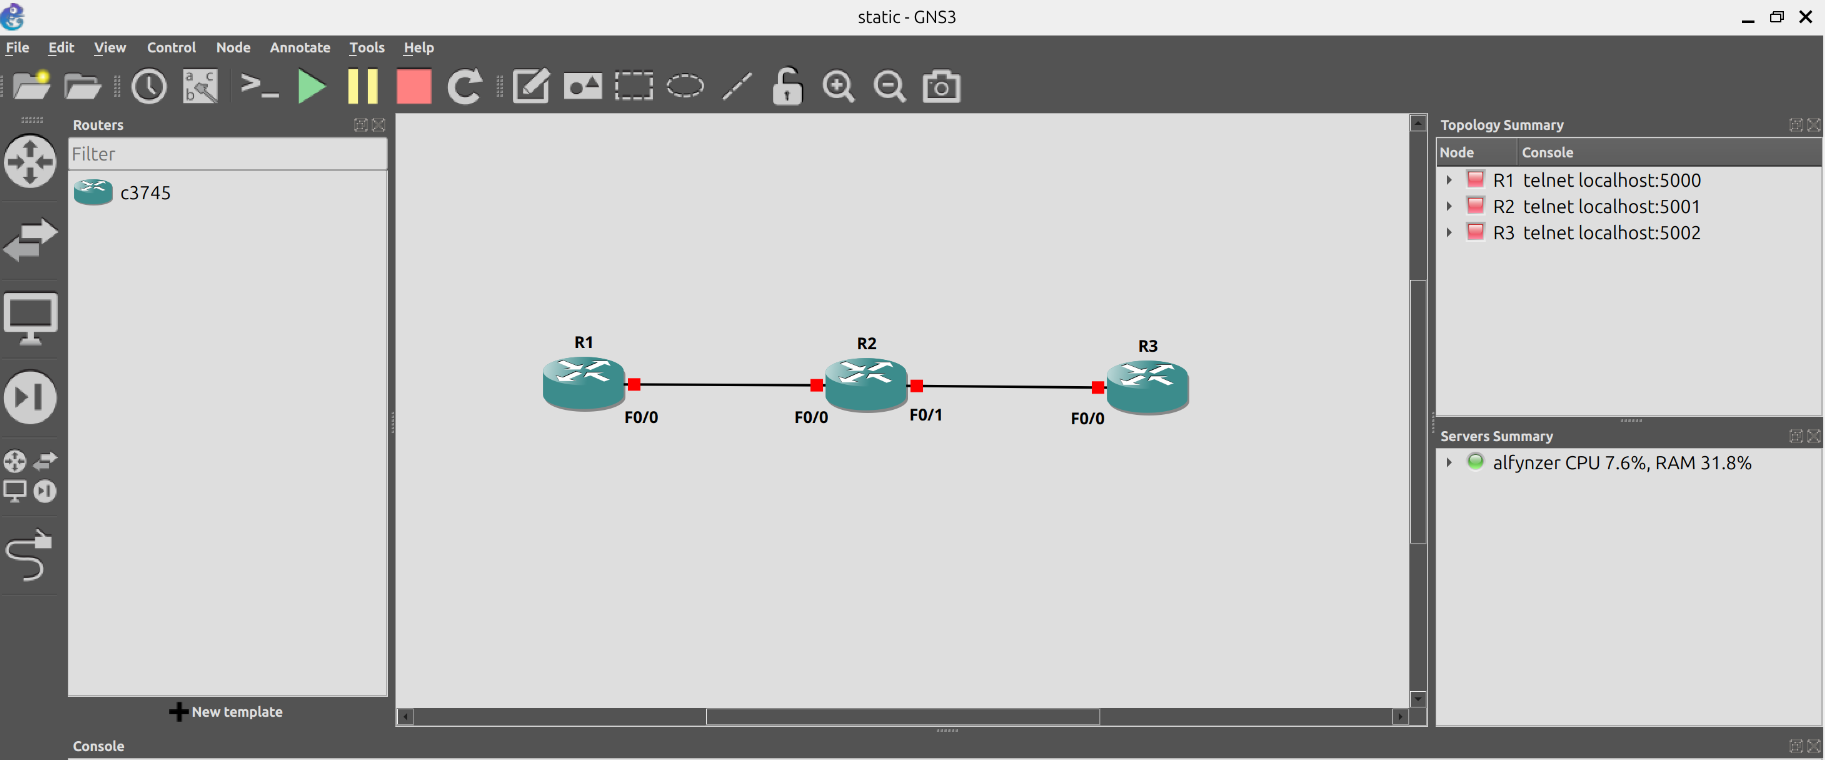 static - GNS3
File Edit View Control Node Annotate Tools Help
a c
b
Routers
Filter
c3745
New template
R1
R2
R3
F0/0
F0/0
F0/1
F0/0
Topology Summary
Node Console
R1 telnet localhost:5000
R2 telnet localhost:5001
R3 telnet localhost:5002
Servers Summary
alfynzer CPU 7.6%, RAM 31.8%
Console